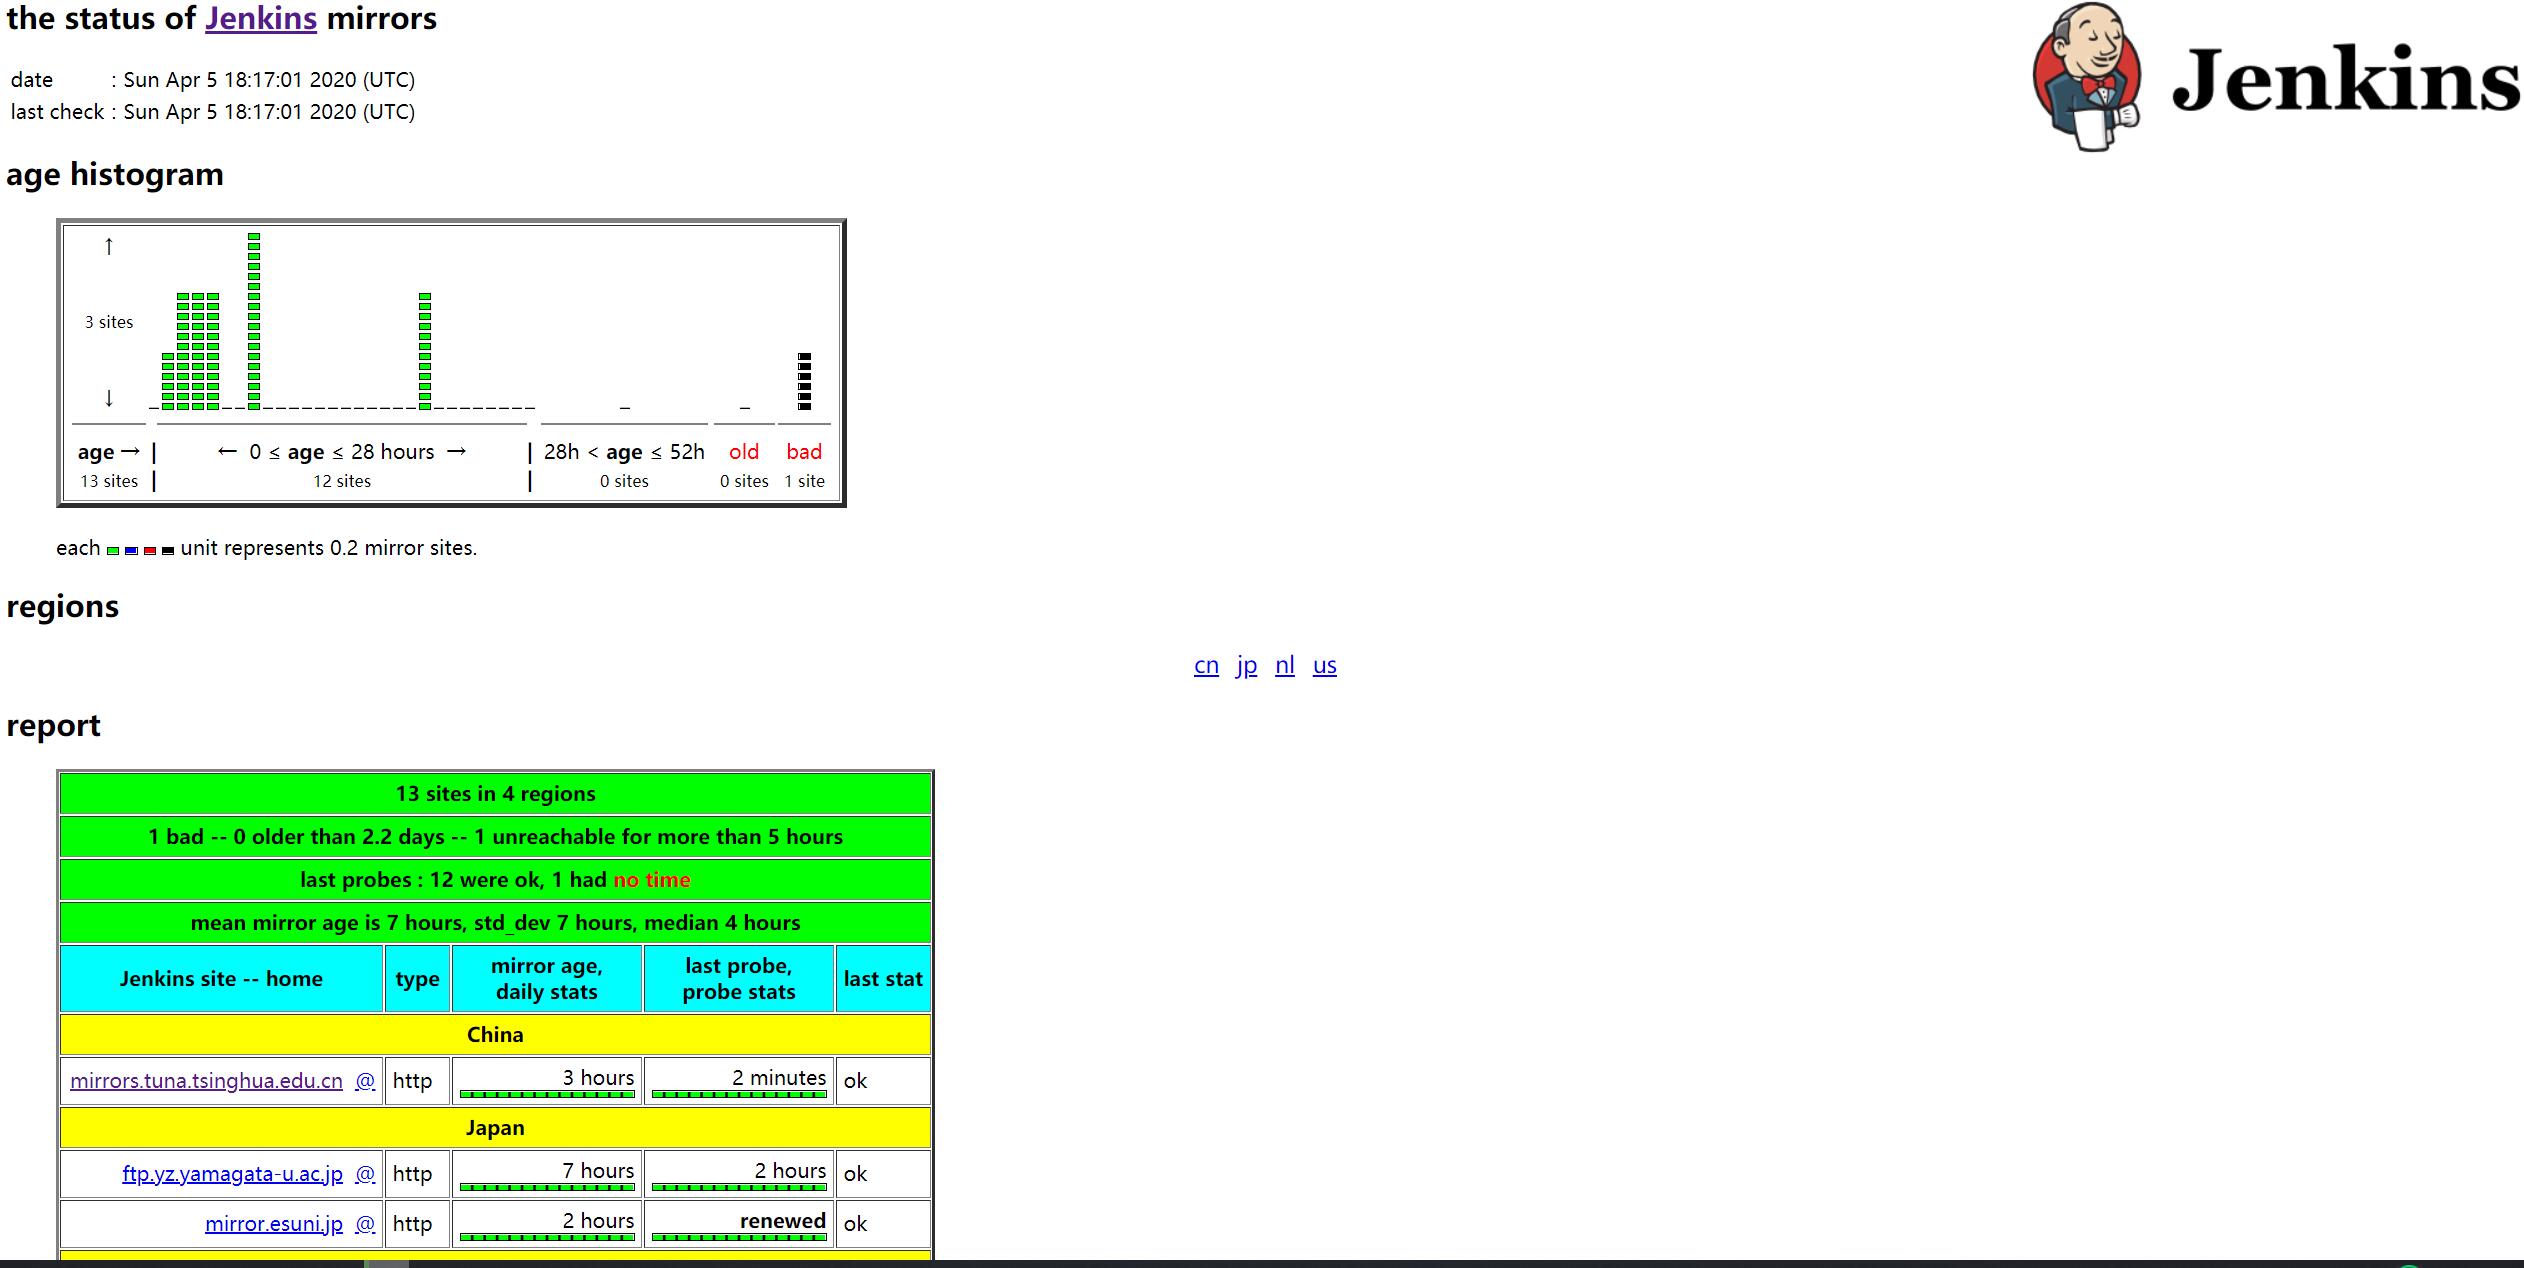 the status of Jenkins mirrors
Jenkins
date : Sun Apr 5 18:17:01 2020 (UTC)
last check : Sun Apr 5 18:17:01 2020 (UTC)
age histogram
↑
3 sites
↓
age → | ← 0 ≤ age ≤ 28 hours → | 28h < age ≤ 52h old bad
13 sites | 12 sites | 0 sites 0 sites 1 site
each unit represents 0.2 mirror sites.
regions
cn jp nl us
report
13 sites in 4 regions
1 bad -- 0 older than 2.2 days -- 1 unreachable for more than 5 hours
last probes : 12 were ok, 1 had no time
mean mirror age is 7 hours, std_dev 7 hours, median 4 hours
Jenkins site -- home type mirror age, daily stats last probe, probe stats last stat
China
mirrors.tuna.tsinghua.edu.cn @ http 3 hours 2 minutes ok
Japan
ftp.yz.yamagata-u.ac.jp @ http 7 hours 2 hours ok
mirror.esuni.jp @ http 2 hours renewed ok